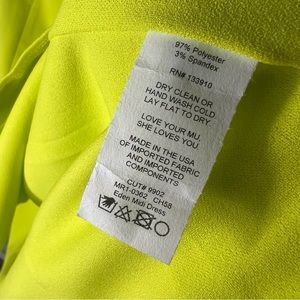 97% Polyester
3% Spandex
RN# 133910
DRY CLEAN OR
HAND WASH COLD
LAY FLAT TO DRY.
LOVE YOUR MU,
SHE LOVES YOU.
MADE IN THE USA
OF IMPORTED FABRIC
AND IMPORTED
COMPONENTS
CUT# 9902
MRT-0362 CH58
Eden Midi Dress